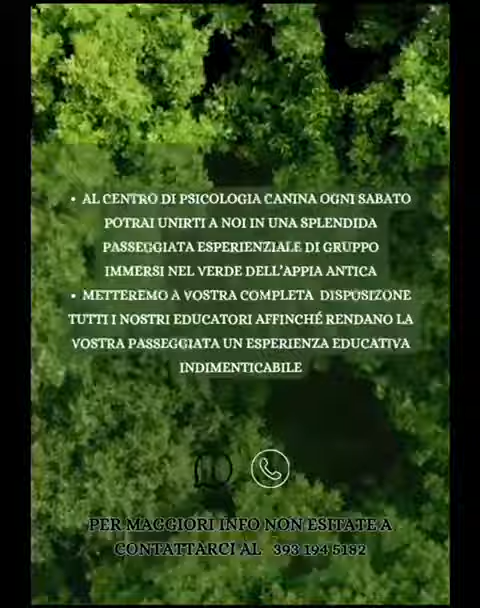 • AL CENTRO DI PSICOLOGIA CANINA OGNI SABATO
POTRAI UNIRTI A NOI IN UNA SPLENDIDA
PASSEGGIATA ESPERIENZIALE DI GRUPPO
IMMERSI NEL VERDE DELL'APPIA ANTICA
• METTEREMO A VOSTRA COMPLETA DISPOSIZONE
TUTTI I NOSTRI EDUCATORI AFFINCHÉ RENDANO LA
VOSTRA PASSEGGIATA UN ESPERIENZA EDUCATIVA
INDIMENTICABILE
PER MAGGIORI INFO NON ESITATE A
CONTATTARCI AL 393 194 5182